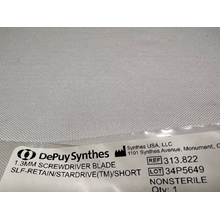 DePuySynthes
1.3MM SCREWDRIVER BLADE
SLF-RETAIN/STARDRIVE(TM)/SHORT
Synthes USA, LLC
1101 Synthes Avenue, Monument,
REF 313.822
LOT 34P5649
NONSTERILE
Qty: 1